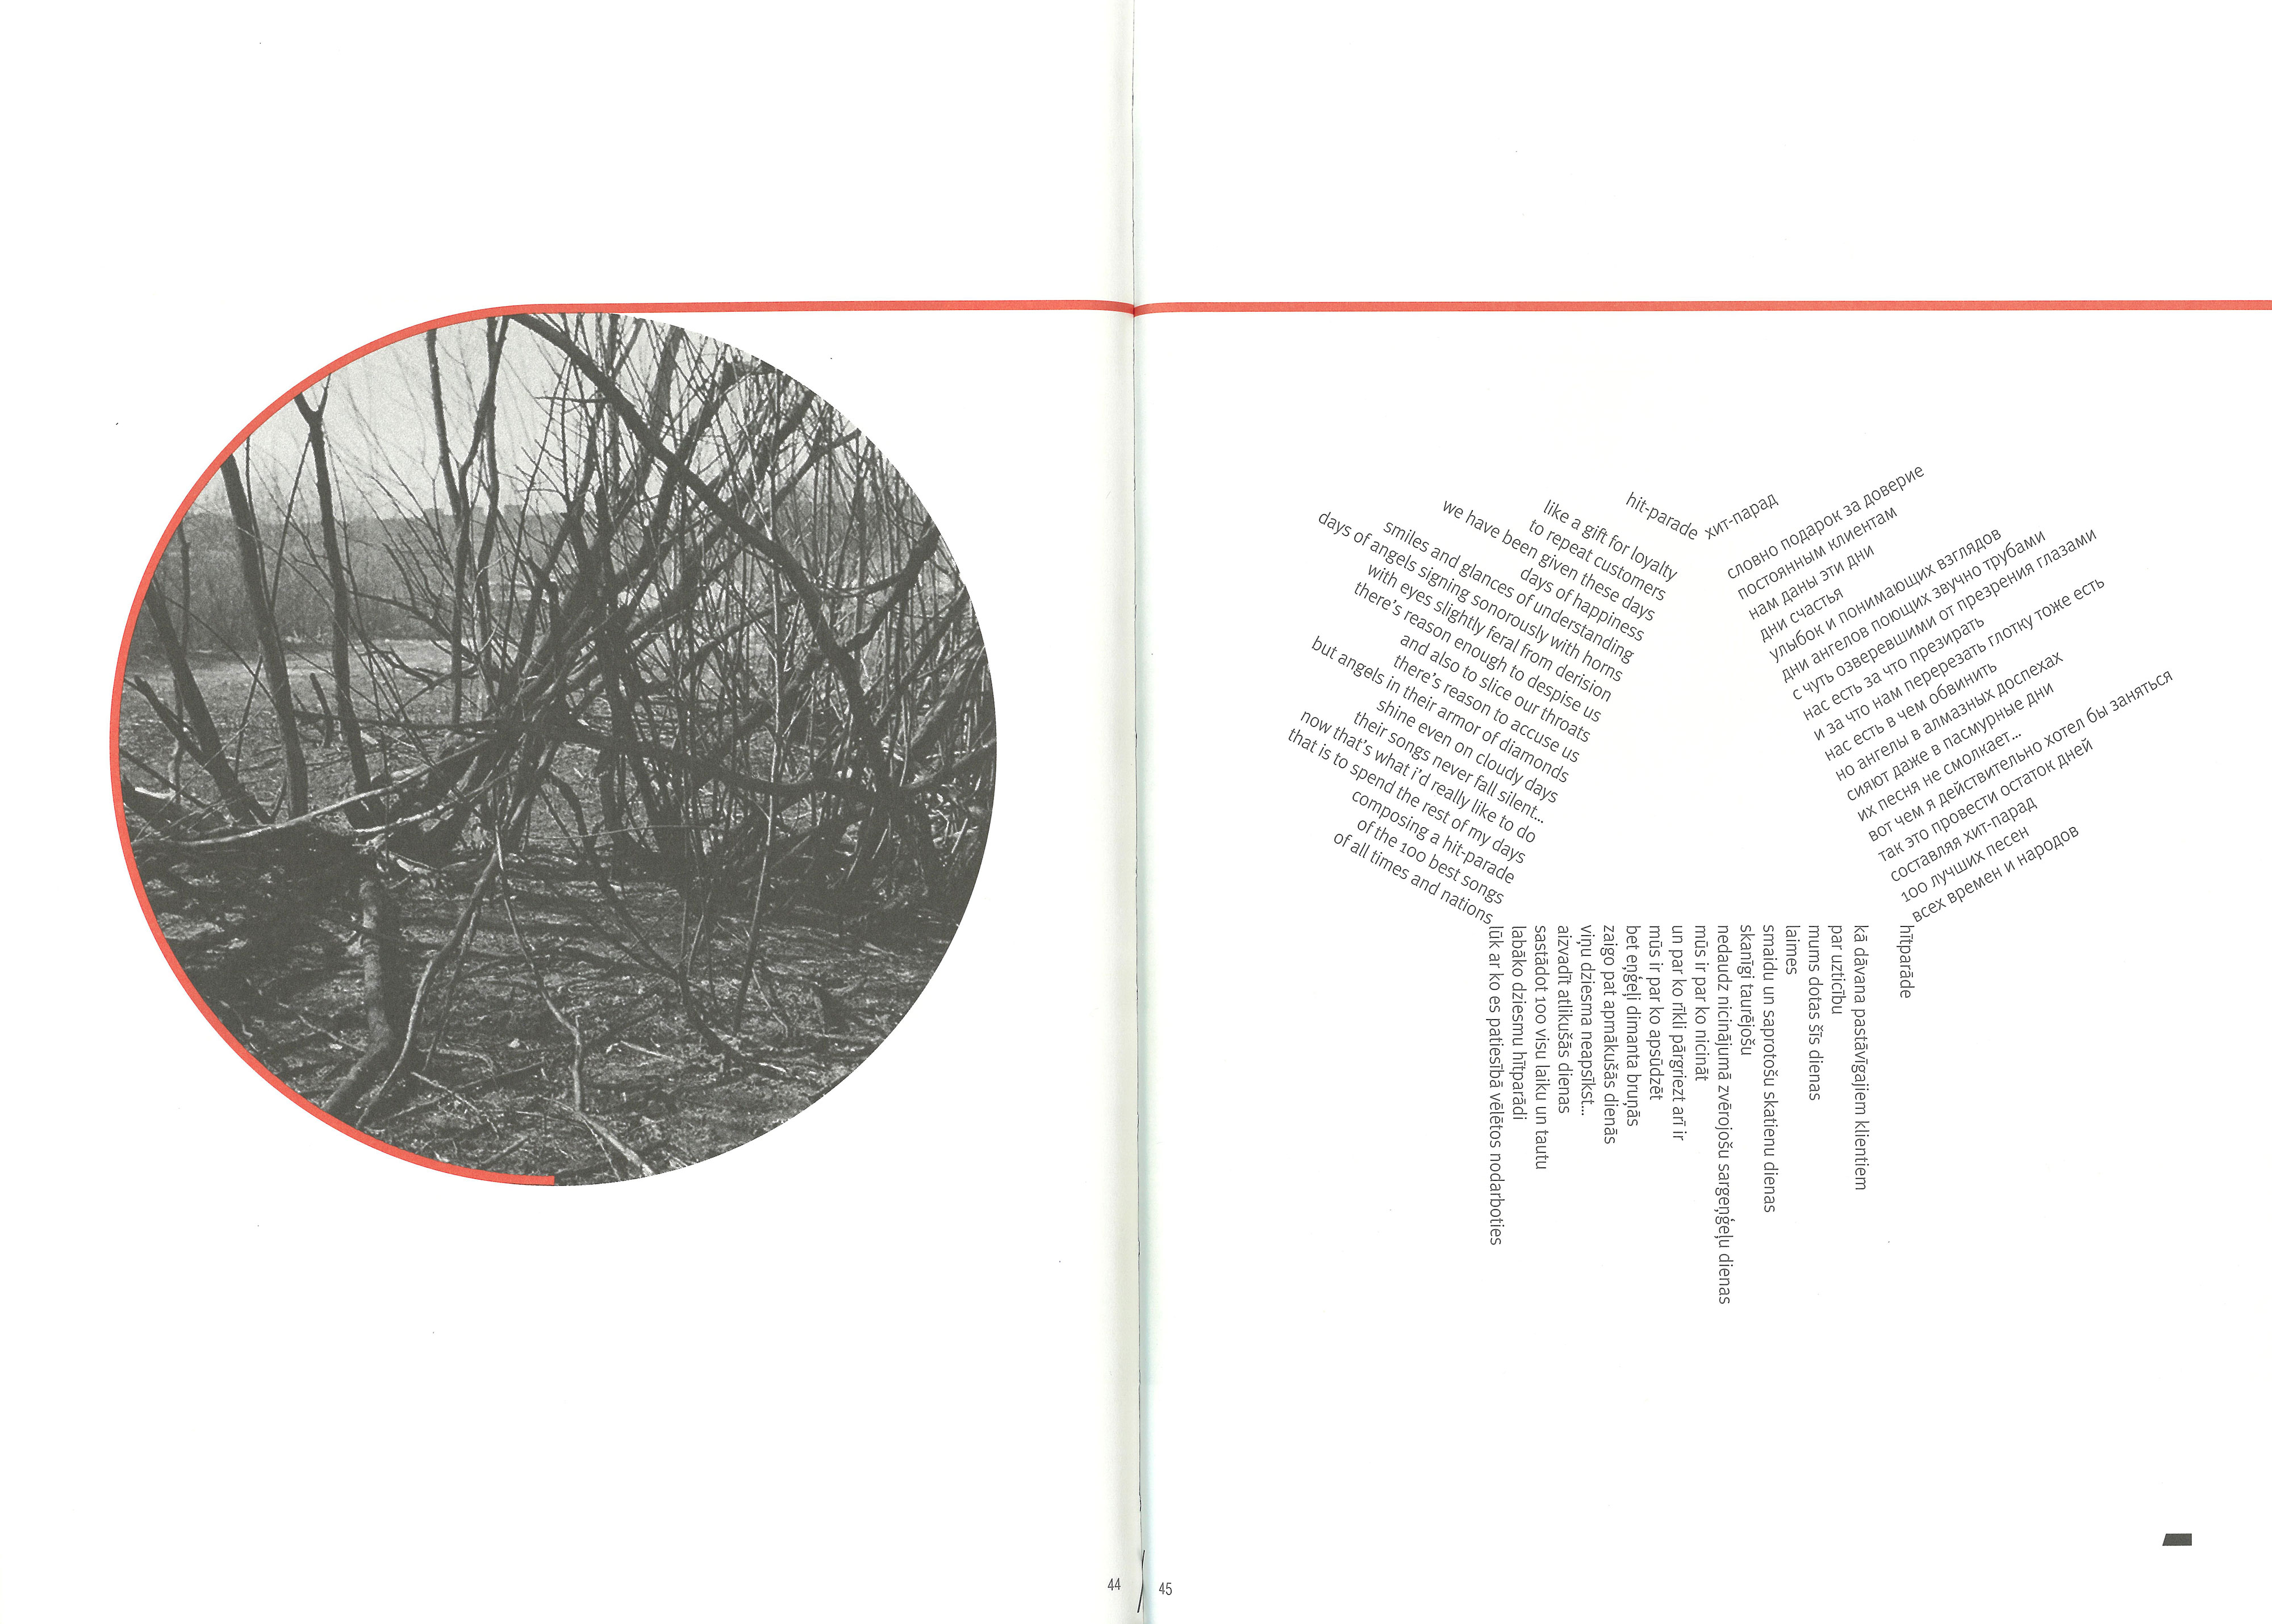 hit-parade
like a gift for loyalty
to repeat customers
we have been given these days
days of happiness
smiles and glances of understanding
days of angels signing sonorously with horns
with eyes slightly feral from derision
there's reason enough to despise us
and also to slice our throats
there's reason to accuse us
but angels in their armor of diamonds
shine even on cloudy days
their songs never fall silent...
now that's what i'd really like to do
that is to spend the rest of my days
composing a hit-parade
of the 100 best songs
of all times and nations
хит-парад
словно подарок за доверие
постоянным клиентам
нам даны эти дни
дни счастья
улыбок и понимающих взглядов
дни ангелов поющих звучно трубами
с чуть озверевшими от презрения глазами
нас есть за что презирать
и за что нам перерезать глотку тоже есть
нас есть в чем обвинить
но ангелы в алмазных доспехах
сияют даже в пасмурные дни
их песня не смолкает...
вот чем я действительно хотел бы заняться
так это провести остаток дней
составляя хит-парад
100 лучших песен
всех времен и народов
hītparāde
kā dāvana pastāvīgajiem klientiem
par uzticību
mums dotas šīs dienas
laimes
smaidu un saprotošu skatienu dienas
skanīgi taurējošu
nedaudz nicinājumā zvērojošu sargeņģeļu dienas
mūs ir par ko nicināt
un par ko rīkli pārgriezt arī ir
mūs ir par ko apsūdzēt
bet eņģeļi dimanta bruņās
zaigo pat apmākušās dienās
viņu dziesma neapsīkst...
aizvadīt atlikušās dienas
sastādot 100 visu laiku un tautu
labāko dziesmu hītparādi
lūk ar ko es patiesībā vēlētos nodarboties
44
45